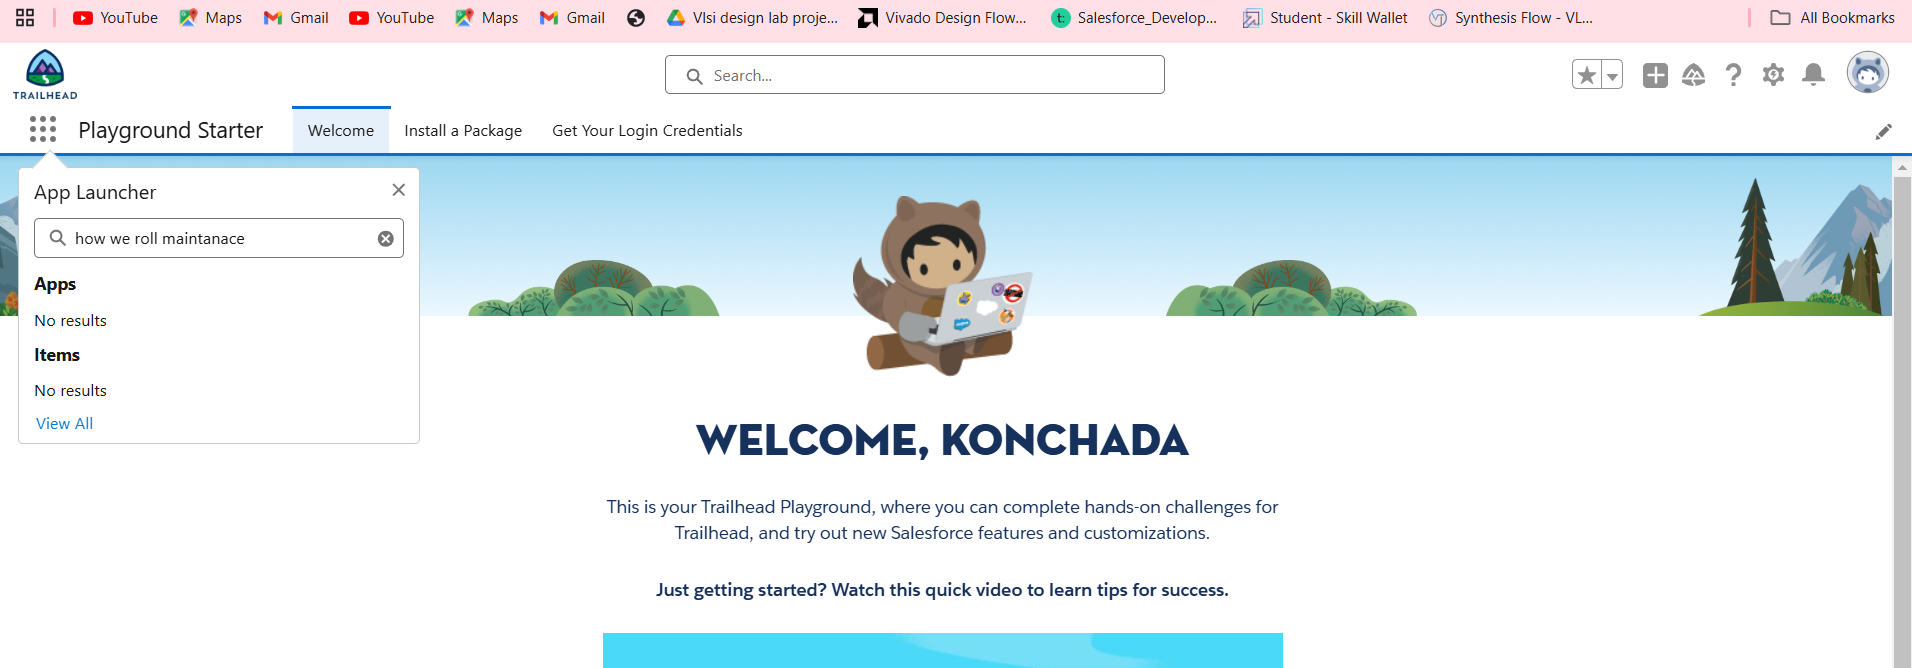 YouTube Maps Gmail YouTube Maps Gmail Vlsi design lab proje... Vivado Design Flow... t: Salesforce_Develop... Student - Skill Wallet Synthesis Flow - VL... All Bookmarks
TRAILHEAD
Search...
Playground Starter Welcome Install a Package Get Your Login Credentials
App Launcher
how we roll maintanace
Apps
No results
Items
No results
View All
WELCOME, KONCHADA
This is your Trailhead Playground, where you can complete hands-on challenges for
Trailhead, and try out new Salesforce features and customizations.
Just getting started? Watch this quick video to learn tips for success.